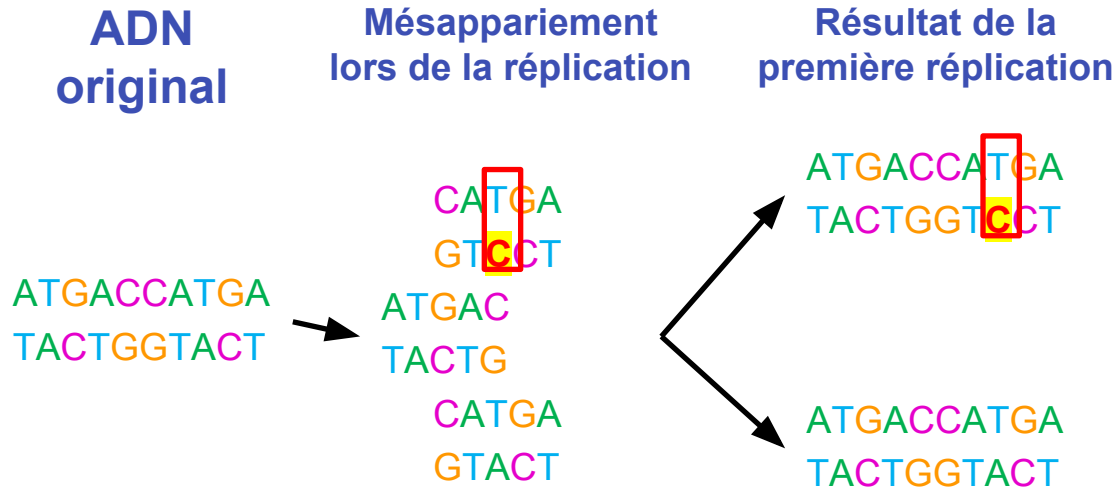 ADN
original
Mésappariement
lors de la réplication
Résultat de la
première réplication
ATGACCATGA
TACTGGTACT
CATGA
GTCCT
ATGAC
TACTG
CATGA
GTACT
ATGACCATGA
TACTGGTCCT
ATGACCATGA
TACTGGTACT